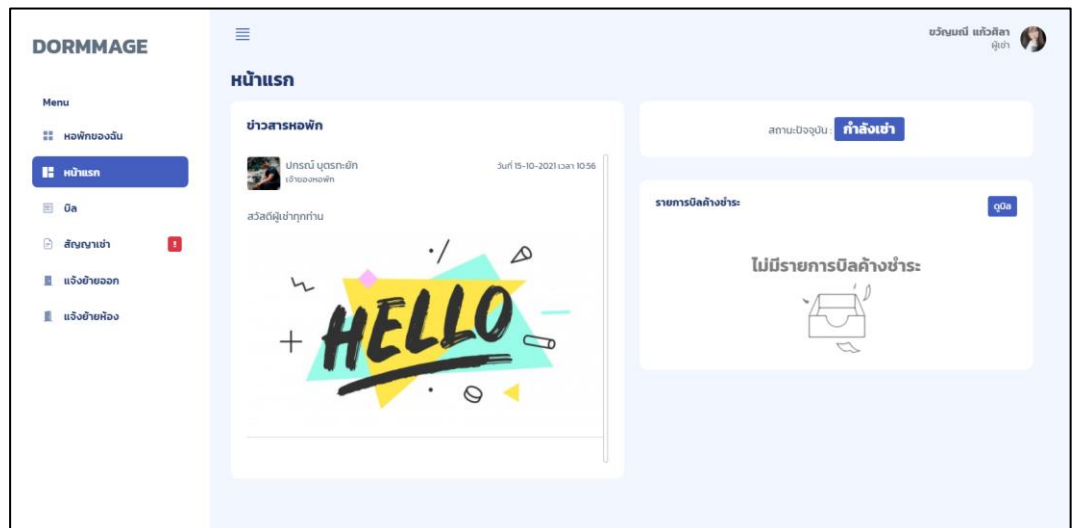 DORMMAGE
Menu
หอพักของฉัน
หน้าแรก
บิล
สัญญาเช่า !
แจ้งย้ายออก
แจ้งย้ายห้อง
ขวัญมณี แก้วศิลา
ผู้เช่า
หน้าแรก
ข่าวสารหอพัก
ปกรณ์ บุตรกะยัก
วันที่ 15-10-2021 เวลา 10:56
เจ้าของหอพัก
สวัสดีผู้เช่าทุกท่าน
HELLO
สถานะปัจจุบัน : กำลังเช่า
รายการบิลค้างชำระ
ดูบิล
ไม่มีรายการบิลค้างชำระ